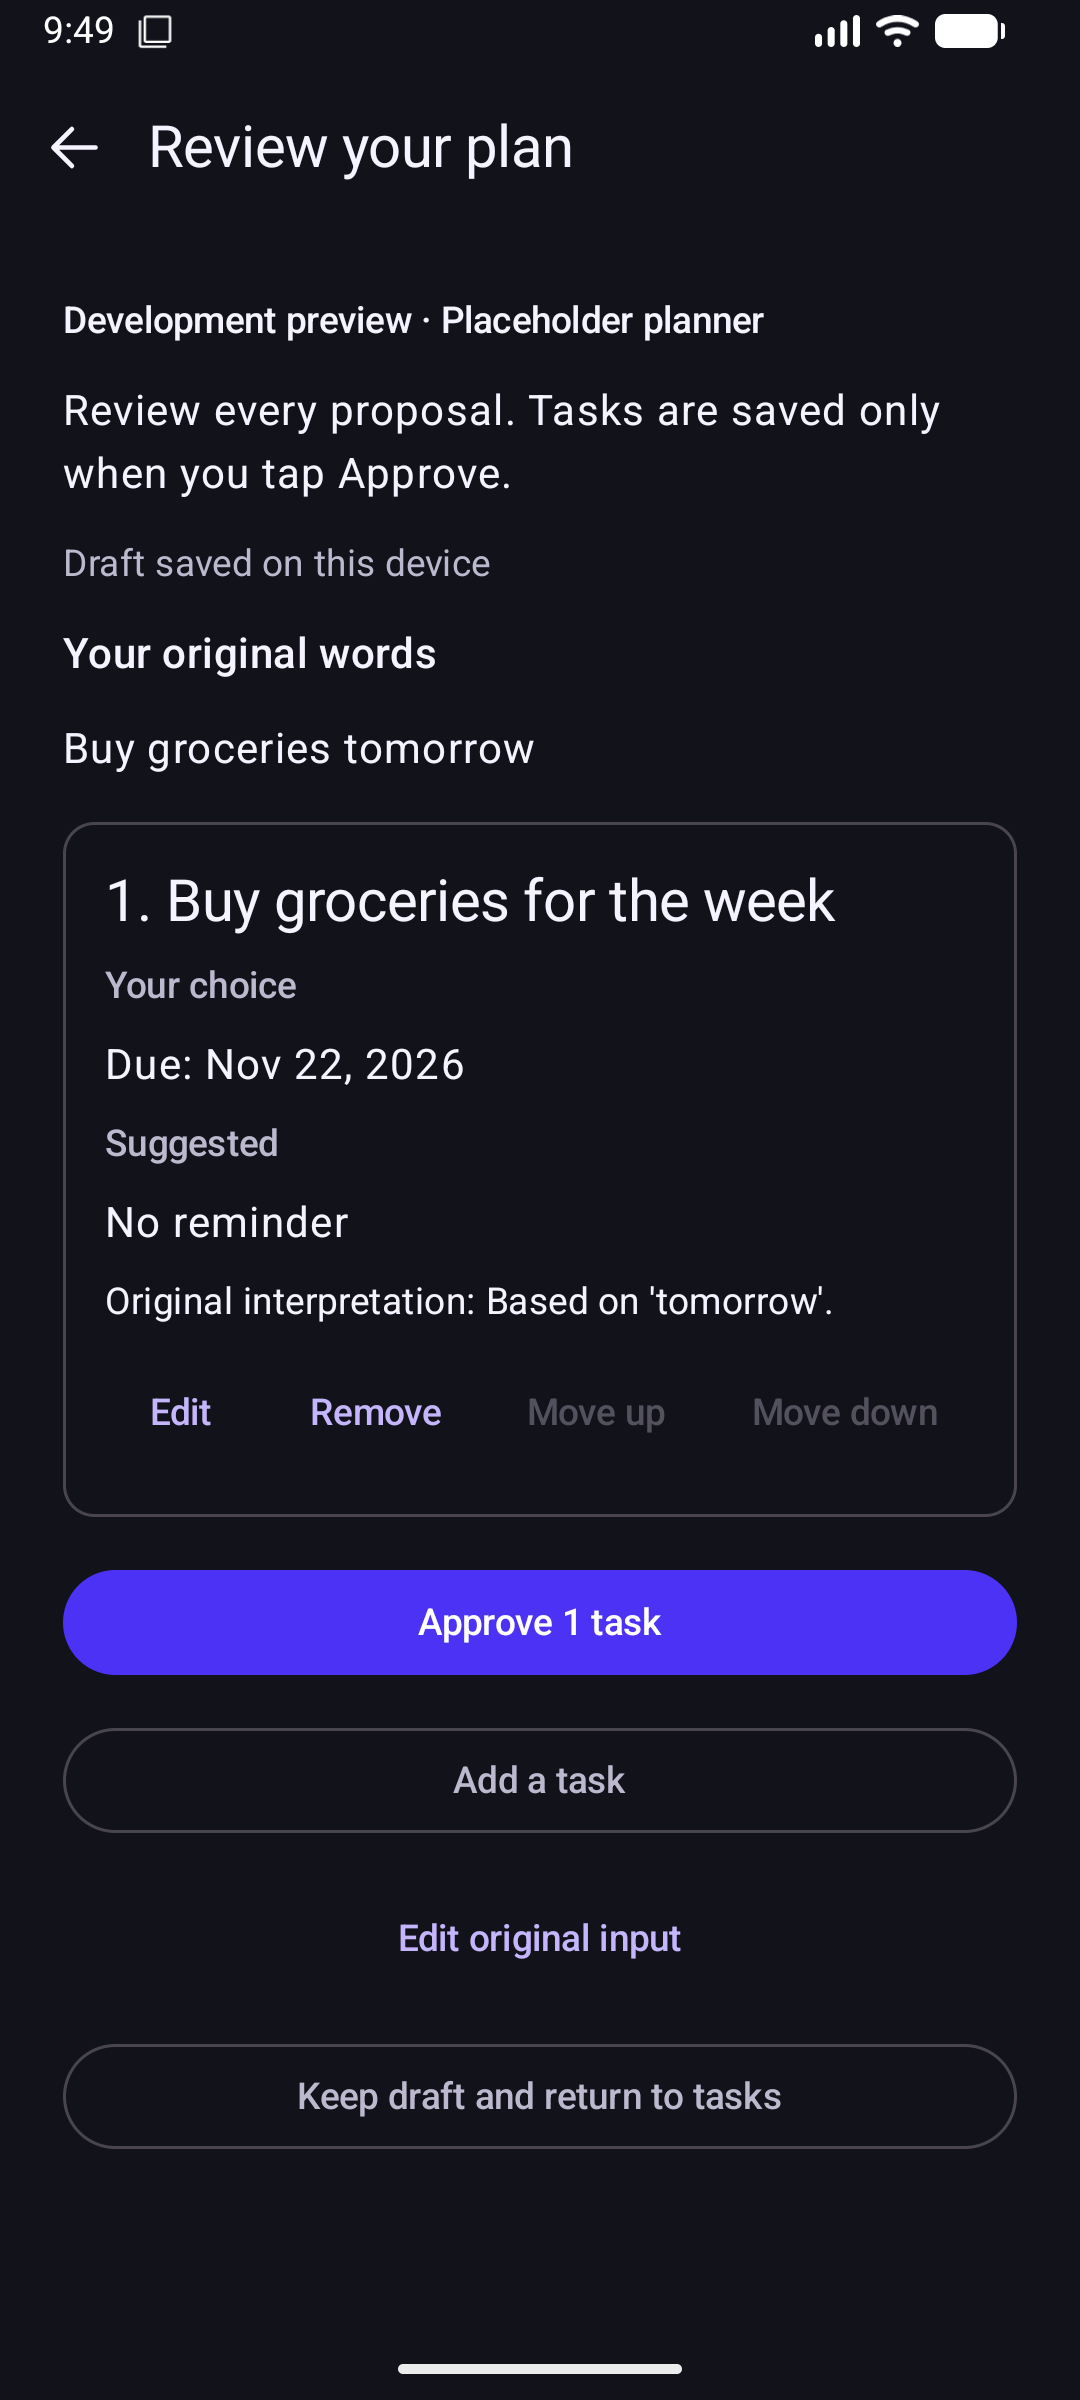 9:49
Review your plan
Development preview · Placeholder planner
Review every proposal. Tasks are saved only
when you tap Approve.
Draft saved on this device
Your original words
Buy groceries tomorrow
1. Buy groceries for the week
Your choice
Due: Nov 22, 2026
Suggested
No reminder
Original interpretation: Based on 'tomorrow'.
Edit Remove Move up Move down
Approve 1 task
Add a task
Edit original input
Keep draft and return to tasks